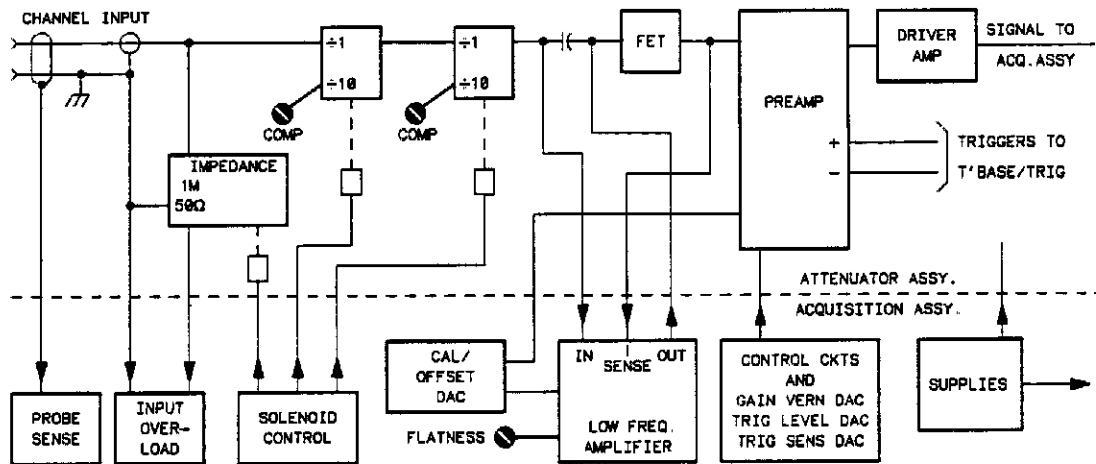 CHANNEL INPUT
÷1
÷10
COMP
÷1
÷10
COMP
FET
PREAMP
+
−
DRIVER
AMP
SIGNAL TO
ACQ.ASSY
TRIGGERS TO
T'BASE/TRIG
IMPEDANCE
1M
50Ω
ATTENUATOR ASSY.
ACQUISITION ASSY.
PROBE
SENSE
INPUT
OVER-
LOAD
SOLENOID
CONTROL
CAL/
OFFSET
DAC
FLATNESS
IN
SENSE
OUT
LOW FREQ.
AMPLIFIER
CONTROL CKTS
AND
GAIN VERN DAC
TRIG LEVEL DAC
TRIG SENS DAC
SUPPLIES